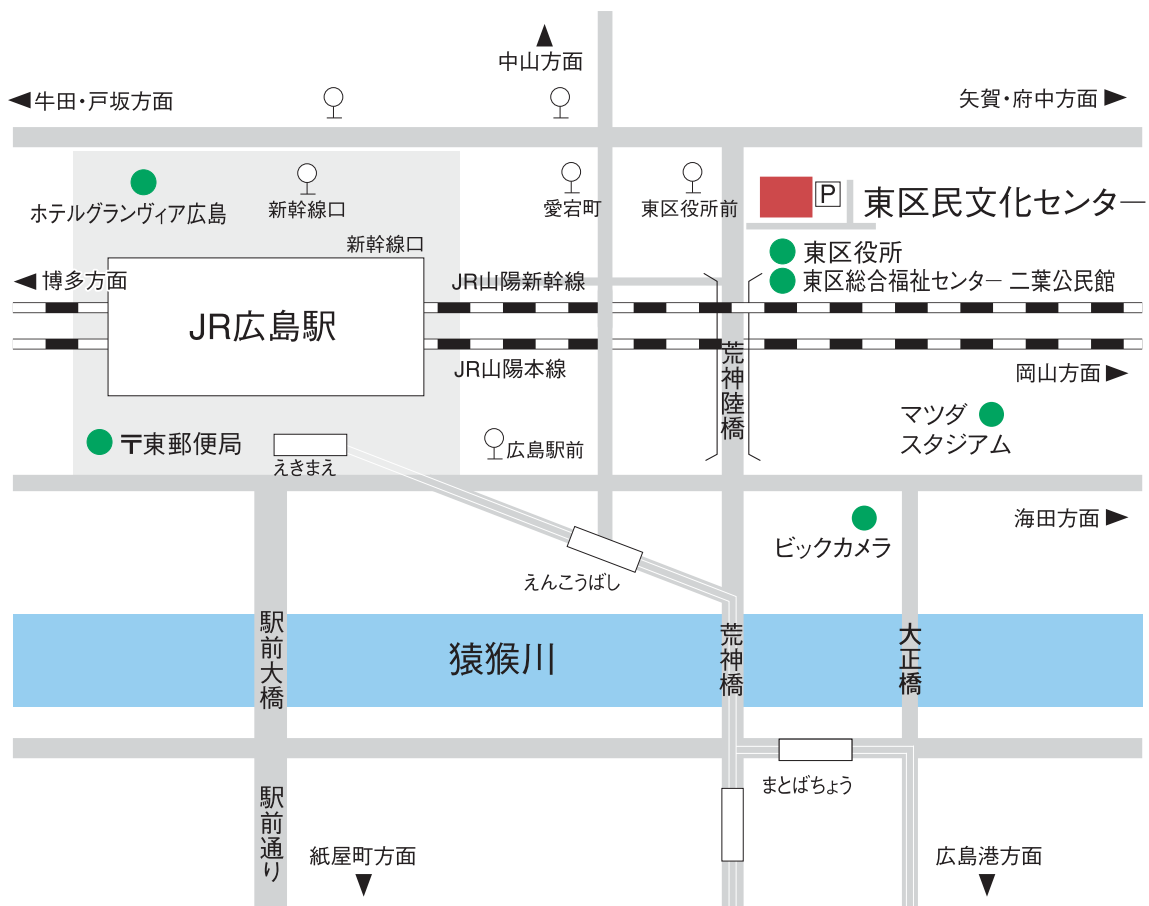 中山方面
牛田・戸坂方面
矢賀・府中方面
ホテルグランヴィア広島
新幹線口
愛宕町
東区役所前
P
東区民文化センター
新幹線口
東区役所
博多方面
JR山陽新幹線
東区総合福祉センター 二葉公民館
JR広島駅
JR山陽本線
荒神陸橋
岡山方面
マツダ
スタジアム
〒東郵便局
えきまえ
広島駅前
海田方面
ビックカメラ
えんこうばし
駅前大橋
猿猴川
荒神橋
大正橋
まとばちょう
駅前通り
紙屋町方面
広島港方面